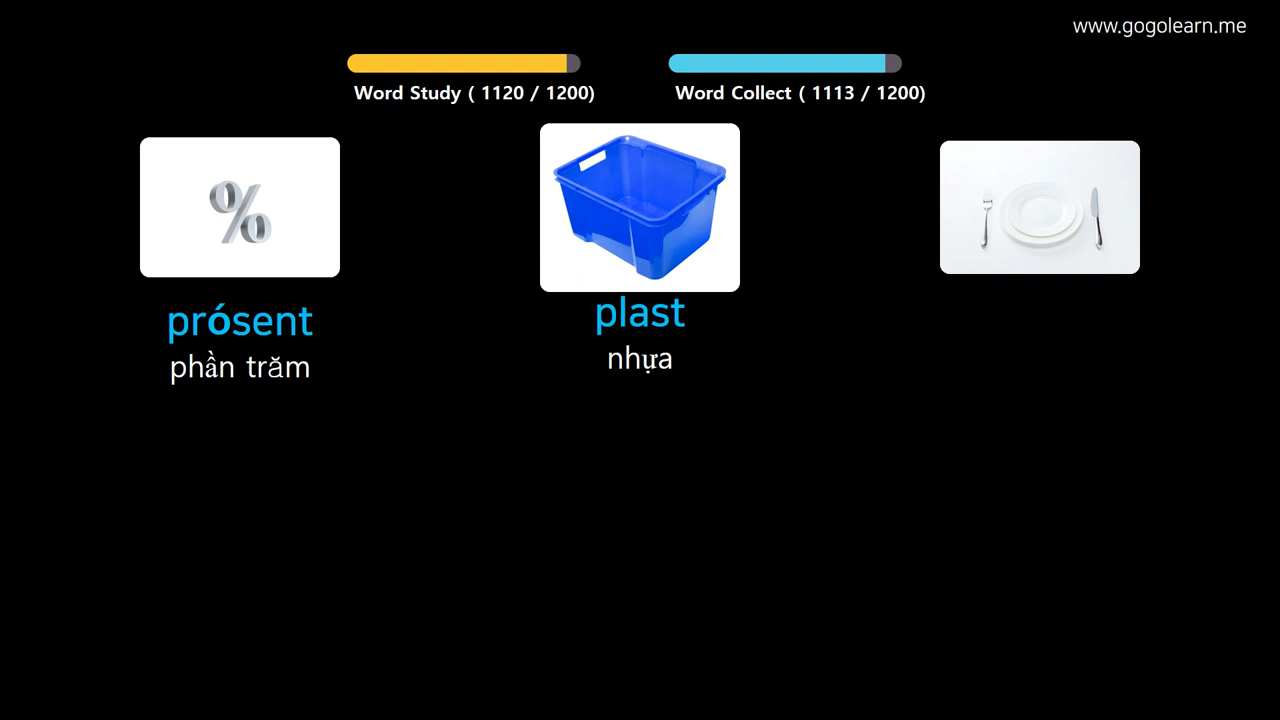 www.gogolearn.me
Word Study ( 1120 / 1200)
Word Collect ( 1113 / 1200)
%
prósent
phần trăm
plast
nhựa